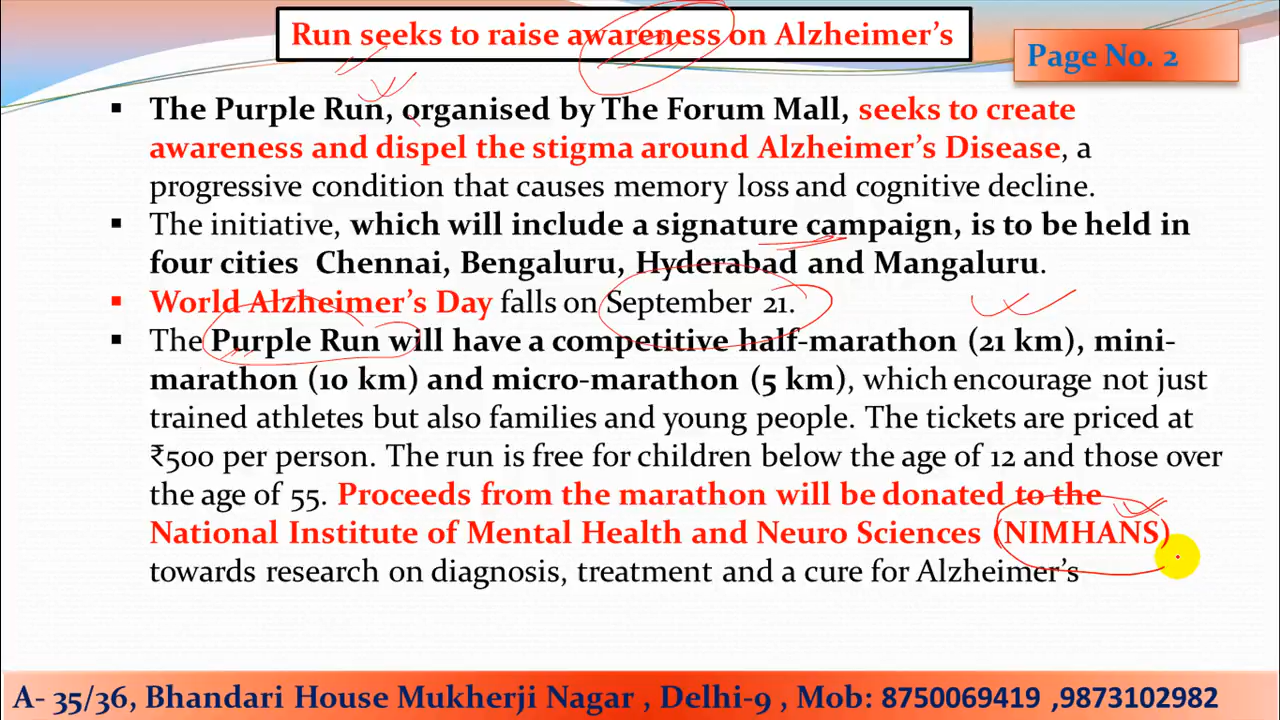 Run seeks to raise awareness on Alzheimer's
Page No. 2
▪ The Purple Run, organised by The Forum Mall, seeks to create
awareness and dispel the stigma around Alzheimer's Disease, a
progressive condition that causes memory loss and cognitive decline.
▪ The initiative, which will include a signature campaign, is to be held in
four cities Chennai, Bengaluru, Hyderabad and Mangaluru.
▪ World Alzheimer's Day falls on September 21.
▪ The Purple Run will have a competitive half-marathon (21 km), mini-
marathon (10 km) and micro-marathon (5 km), which encourage not just
trained athletes but also families and young people. The tickets are priced at
₹500 per person. The run is free for children below the age of 12 and those over
the age of 55. Proceeds from the marathon will be donated to the
National Institute of Mental Health and Neuro Sciences (NIMHANS)
towards research on diagnosis, treatment and a cure for Alzheimer's
A- 35/36, Bhandari House Mukherji Nagar , Delhi-9 , Mob: 8750069419 ,9873102982